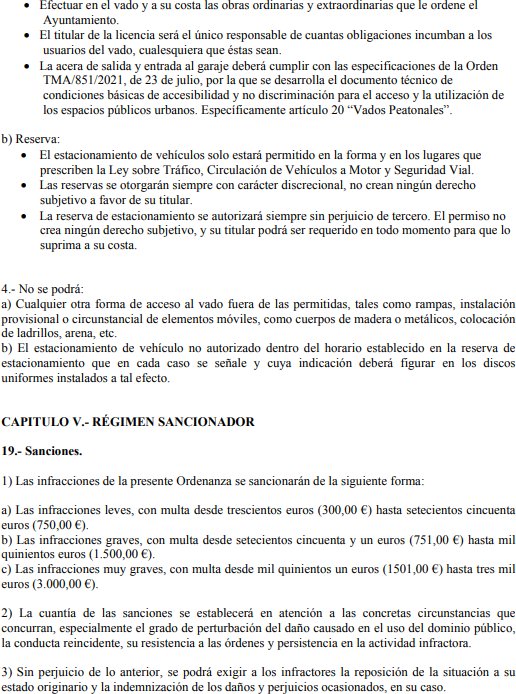 • Efectuar en el vado y a su costa las obras ordinarias y extraordinarias que le ordene el
Ayuntamiento.
• El titular de la licencia será el único responsable de cuantas obligaciones incumban a los
usuarios del vado, cualesquiera que éstas sean.
• La acera de salida y entrada al garaje deberá cumplir con las especificaciones de la Orden
TMA/851/2021, de 23 de julio, por la que se desarrolla el documento técnico de
condiciones básicas de accesibilidad y no discriminación para el acceso y la utilización de
los espacios públicos urbanos. Específicamente artículo 20 “Vados Peatonales”.
b) Reserva:
• El estacionamiento de vehículos solo estará permitido en la forma y en los lugares que
prescriben la Ley sobre Tráfico, Circulación de Vehículos a Motor y Seguridad Vial.
• Las reservas se otorgarán siempre con carácter discrecional, no crean ningún derecho
subjetivo a favor de su titular.
• La reserva de estacionamiento se autorizará siempre sin perjuicio de tercero. El permiso no
crea ningún derecho subjetivo, y su titular podrá ser requerido en todo momento para que lo
suprima a su costa.
4.- No se podrá:
a) Cualquier otra forma de acceso al vado fuera de las permitidas, tales como rampas, instalación
provisional o circunstancial de elementos móviles, como cuerpos de madera o metálicos, colocación
de ladrillos, arena, etc.
b) El estacionamiento de vehículo no autorizado dentro del horario establecido en la reserva de
estacionamiento que en cada caso se señale y cuya indicación deberá figurar en los discos
uniformes instalados a tal efecto.
CAPITULO V.- RÉGIMEN SANCIONADOR
19.- Sanciones.
1) Las infracciones de la presente Ordenanza se sancionarán de la siguiente forma:
a) Las infracciones leves, con multa desde trescientos euros (300,00 €) hasta setecientos cincuenta
euros (750,00 €).
b) Las infracciones graves, con multa desde setecientos cincuenta y un euros (751,00 €) hasta mil
quinientos euros (1.500,00 €).
c) Las infracciones muy graves, con multa desde mil quinientos un euros (1501,00 €) hasta tres mil
euros (3.000,00 €).
2) La cuantía de las sanciones se establecerá en atención a las concretas circunstancias que
concurran, especialmente el grado de perturbación del daño causado en el uso del dominio público,
la conducta reincidente, su resistencia a las órdenes y persistencia en la actividad infractora.
3) Sin perjuicio de lo anterior, se podrá exigir a los infractores la reposición de la situación a su
estado originario y la indemnización de los daños y perjuicios ocasionados, en su caso.